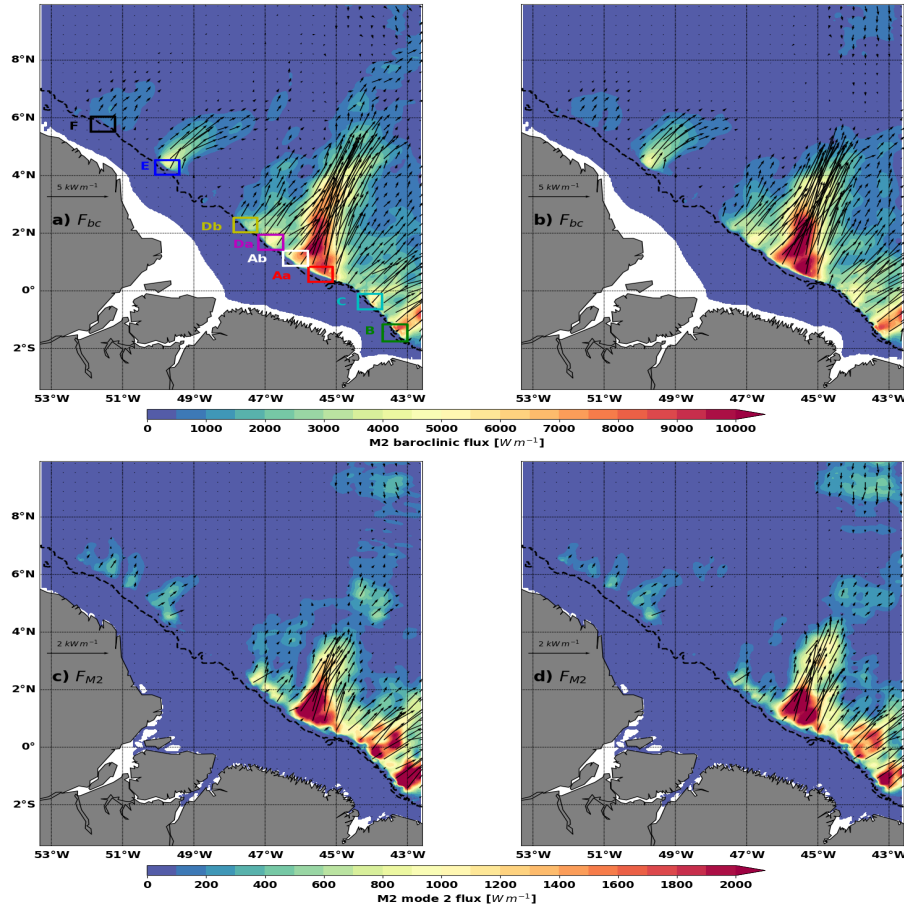 8°N
6°N
4°N
2°N
0°
2°S
F
E
Db
Da
Ab
Aa
C
B
5 kW m⁻¹
a) F_bc
5 kW m⁻¹
b) F_bc
53°W 51°W 49°W 47°W 45°W 43°W
53°W 51°W 49°W 47°W 45°W 43°W
0 1000 2000 3000 4000 5000 6000 7000 8000 9000 10000
M2 baroclinic flux [W m⁻¹]
8°N
6°N
4°N
2°N
0°
2°S
2 kW m⁻¹
c) F_M2
2 kW m⁻¹
d) F_M2
53°W 51°W 49°W 47°W 45°W 43°W
53°W 51°W 49°W 47°W 45°W 43°W
0 200 400 600 800 1000 1200 1400 1600 1800 2000
M2 mode 2 flux [W m⁻¹]